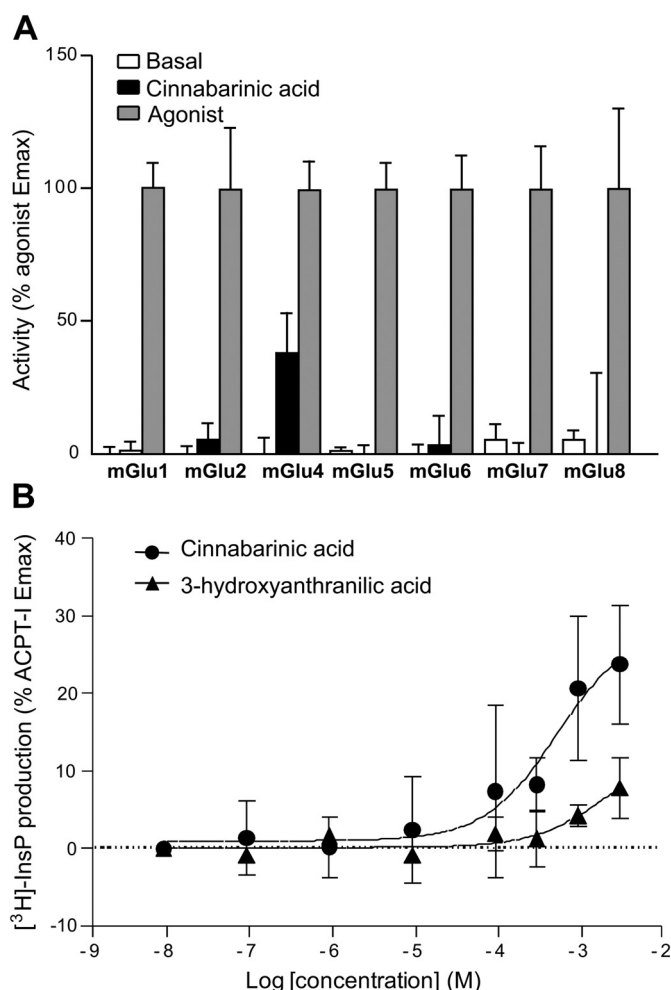 A
Activity (% agonist Emax)
150
100
50
0
Basal
Cinnabarinic acid
Agonist
mGlu1 mGlu2 mGlu4 mGlu5 mGlu6 mGlu7 mGlu8
B
[³H]-InsP production (% ACPT-I Emax)
40
30
20
10
0
-10
Cinnabarinic acid
3-hydroxyanthranilic acid
-9 -8 -7 -6 -5 -4 -3 -2
Log [concentration] (M)